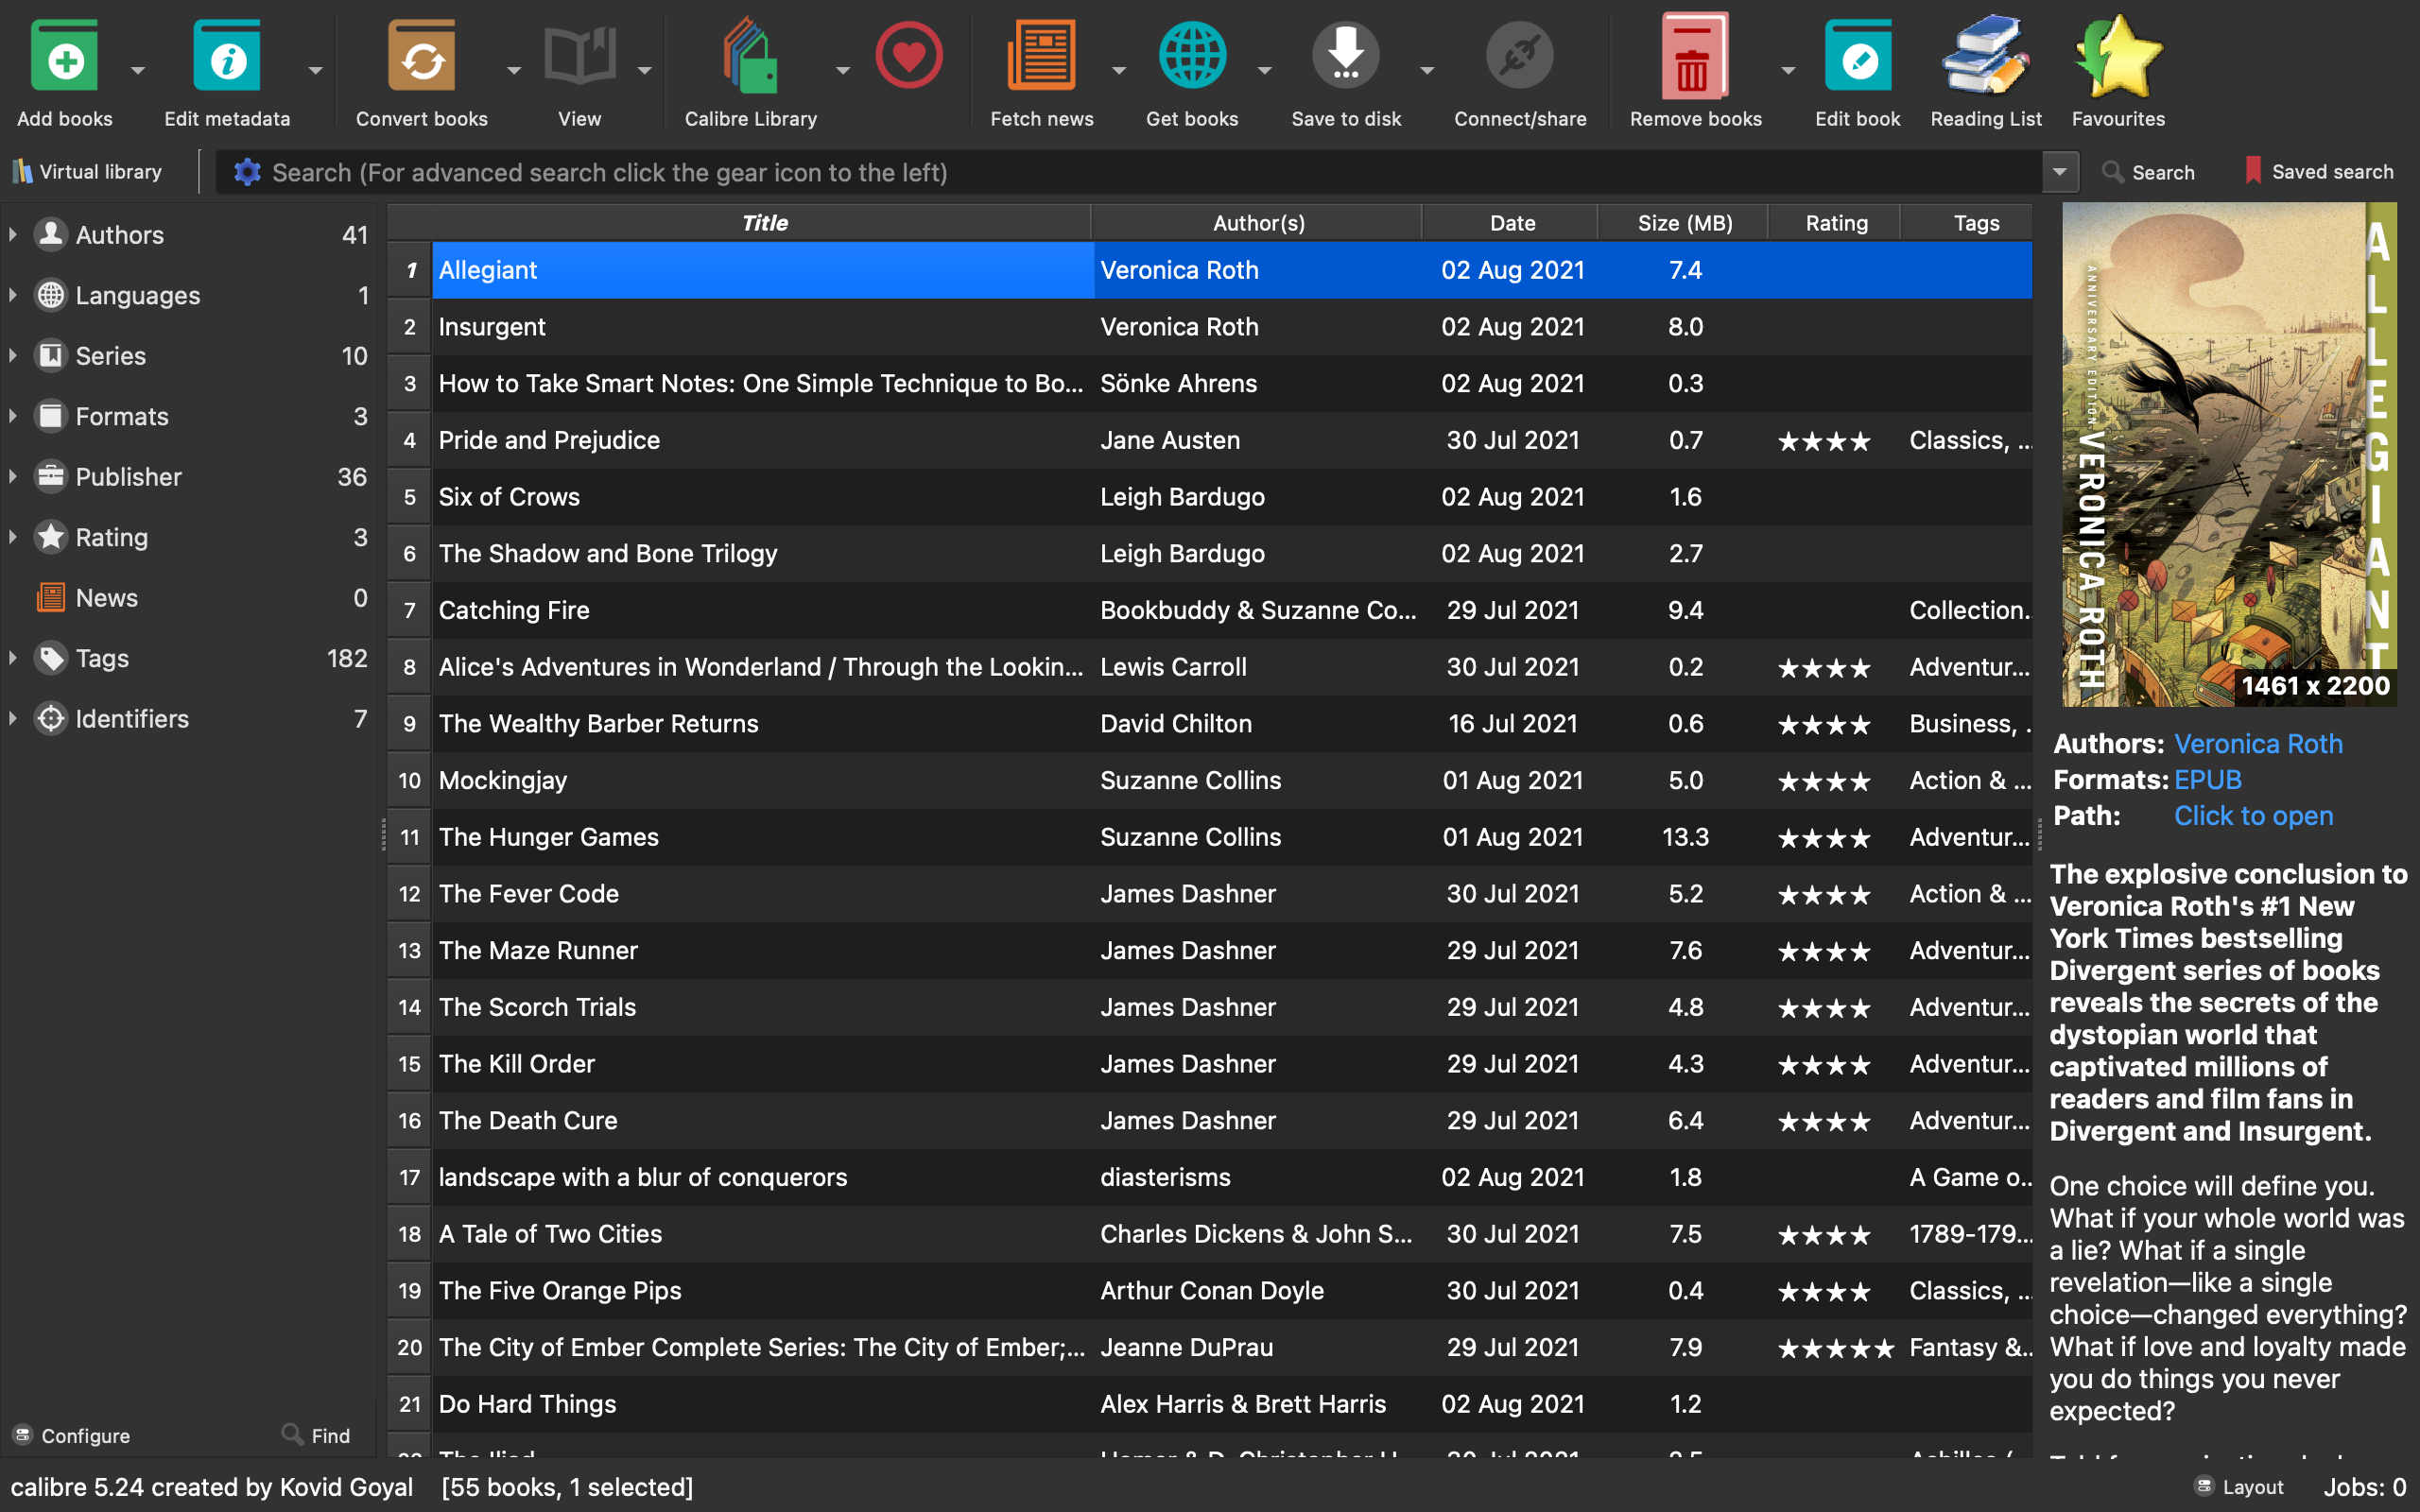 Add books Edit metadata Convert books View Calibre Library Fetch news Get books Save to disk Connect/share Remove books Edit book Reading List Favourites
Virtual library Search (For advanced search click the gear icon to the left) Search Saved search
Authors 41
Languages 1
Series 10
Formats 3
Publisher 36
Rating 3
News 0
Tags 182
Identifiers 7
Configure Find
Title Author(s) Date Size (MB) Rating Tags
1 Allegiant Veronica Roth 02 Aug 2021 7.4
2 Insurgent Veronica Roth 02 Aug 2021 8.0
3 How to Take Smart Notes: One Simple Technique to Bo... Sönke Ahrens 02 Aug 2021 0.3
4 Pride and Prejudice Jane Austen 30 Jul 2021 0.7 ★★★★ Classics, ...
5 Six of Crows Leigh Bardugo 02 Aug 2021 1.6
6 The Shadow and Bone Trilogy Leigh Bardugo 02 Aug 2021 2.7
7 Catching Fire Bookbuddy & Suzanne Co... 29 Jul 2021 9.4 Collection..
8 Alice's Adventures in Wonderland / Through the Lookin... Lewis Carroll 30 Jul 2021 0.2 ★★★★ Adventur...
9 The Wealthy Barber Returns David Chilton 16 Jul 2021 0.6 ★★★★ Business, .
10 Mockingjay Suzanne Collins 01 Aug 2021 5.0 ★★★★ Action & ...
11 The Hunger Games Suzanne Collins 01 Aug 2021 13.3 ★★★★ Adventur...
12 The Fever Code James Dashner 30 Jul 2021 5.2 ★★★★ Action & ...
13 The Maze Runner James Dashner 29 Jul 2021 7.6 ★★★★ Adventur...
14 The Scorch Trials James Dashner 29 Jul 2021 4.8 ★★★★ Adventur...
15 The Kill Order James Dashner 29 Jul 2021 4.3 ★★★★ Adventur...
16 The Death Cure James Dashner 29 Jul 2021 6.4 ★★★★ Adventur...
17 landscape with a blur of conquerors diasterisms 02 Aug 2021 1.8 A Game o..
18 A Tale of Two Cities Charles Dickens & John S... 30 Jul 2021 7.5 ★★★★ 1789-179...
19 The Five Orange Pips Arthur Conan Doyle 30 Jul 2021 0.4 ★★★★ Classics, ...
20 The City of Ember Complete Series: The City of Ember;... Jeanne DuPrau 29 Jul 2021 7.9 ★★★★★ Fantasy &..
21 Do Hard Things Alex Harris & Brett Harris 02 Aug 2021 1.2
ALLEGIANT
ANNIVERSARY EDITION
VERONICA ROTH
1461 x 2200
Authors: Veronica Roth
Formats: EPUB
Path: Click to open
The explosive conclusion to
Veronica Roth's #1 New
York Times bestselling
Divergent series of books
reveals the secrets of the
dystopian world that
captivated millions of
readers and film fans in
Divergent and Insurgent.
One choice will define you.
What if your whole world was
a lie? What if a single
revelation—like a single
choice—changed everything?
What if love and loyalty made
you do things you never
expected?
calibre 5.24 created by Kovid Goyal [55 books, 1 selected] Layout Jobs: 0